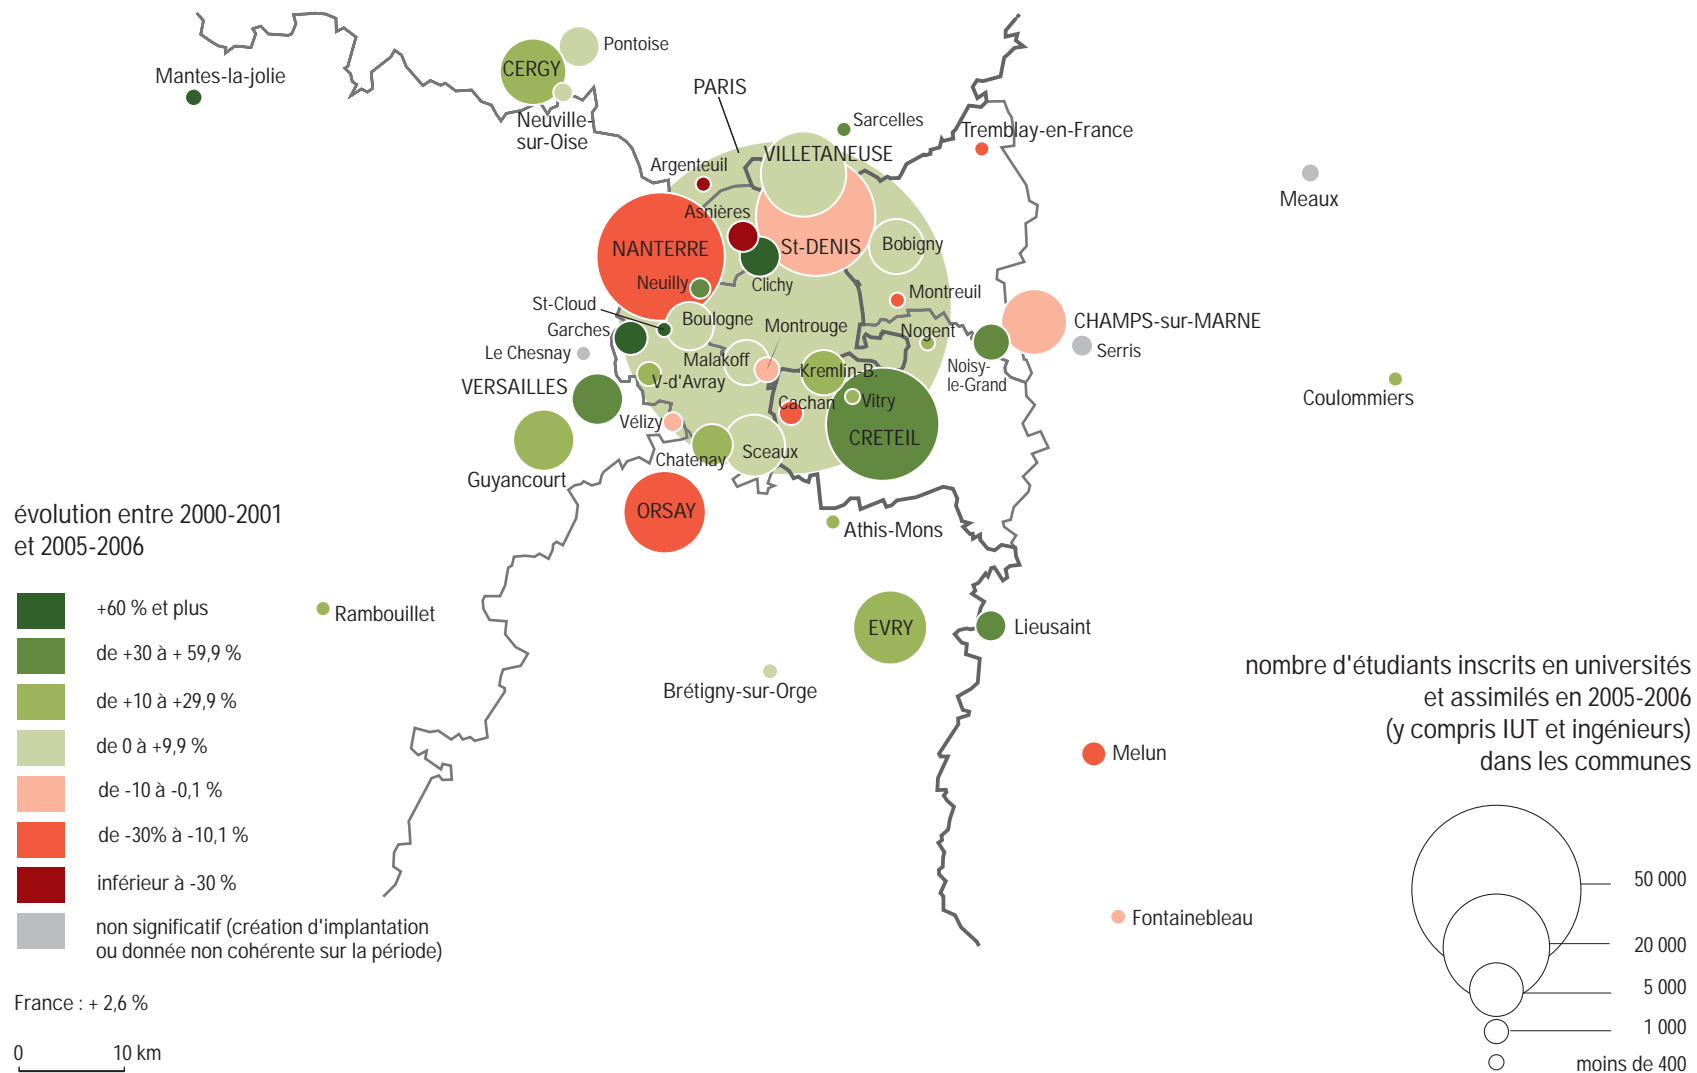 Pontoise
CERGY
Mantes-la-jolie
Neuville-
sur-Oise
PARIS
Sarcelles
Tremblay-en-France
VILLETANEUSE
Argenteuil
Meaux
Asnières
NANTERRE
St-DENIS
Bobigny
Neuilly
Clichy
Montreuil
St-Cloud
Garches
Boulogne
Montrouge
CHAMPS-sur-MARNE
Nogent
Serris
Le Chesnay
Malakoff
Kremlin-B.
Noisy-
le-Grand
V-d'Avray
VERSAILLES
Cachan
Vitry
Coulommiers
Vélizy
CRETEIL
Chatenay
Sceaux
Guyancourt
ORSAY
Athis-Mons
Rambouillet
EVRY
Lieusaint
Brétigny-sur-Orge
Melun
Fontainebleau
évolution entre 2000-2001
et 2005-2006
+60 % et plus
de +30 à + 59,9 %
de +10 à +29,9 %
de 0 à +9,9 %
de -10 à -0,1 %
de -30% à -10,1 %
inférieur à -30 %
non significatif (création d'implantation
ou donnée non cohérente sur la période)
France : + 2,6 %
0 10 km
nombre d'étudiants inscrits en universités
et assimilés en 2005-2006
(y compris IUT et ingénieurs)
dans les communes
50 000
20 000
5 000
1 000
moins de 400